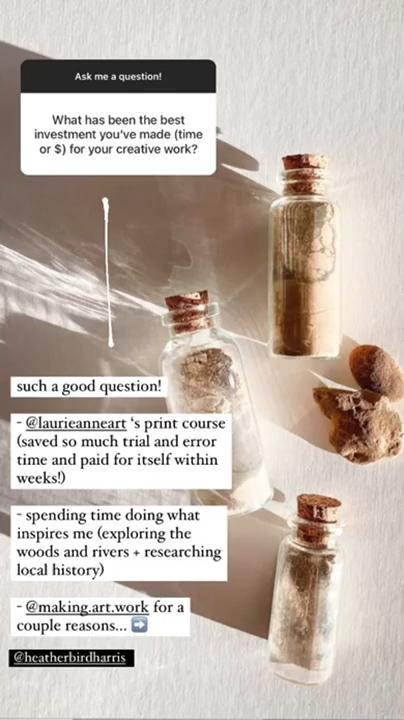 Ask me a question!
What has been the best
investment you've made (time
or $) for your creative work?
such a good question!
- @laurieanneart 's print course
(saved so much trial and error
time and paid for itself within
weeks!)
- spending time doing what
inspires me (exploring the
woods and rivers + researching
local history)
- @making.art.work for a
couple reasons... ➡️
@heatherbirdharris